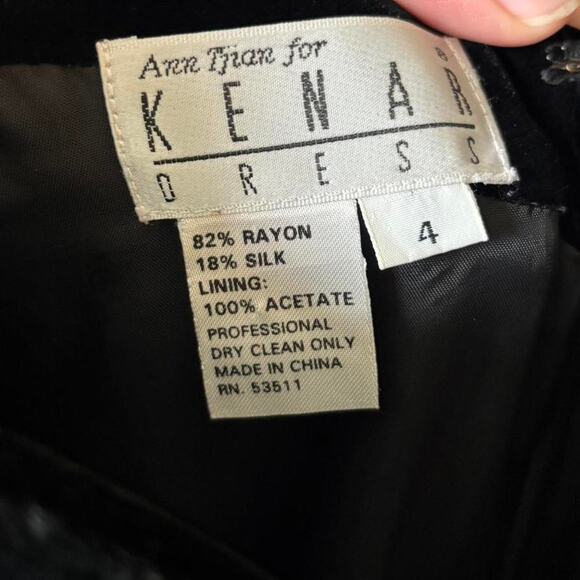 Ann Tjian for
KENAR®
DRESS
4
82% RAYON
18% SILK
LINING:
100% ACETATE
PROFESSIONAL
DRY CLEAN ONLY
MADE IN CHINA
RN. 53511